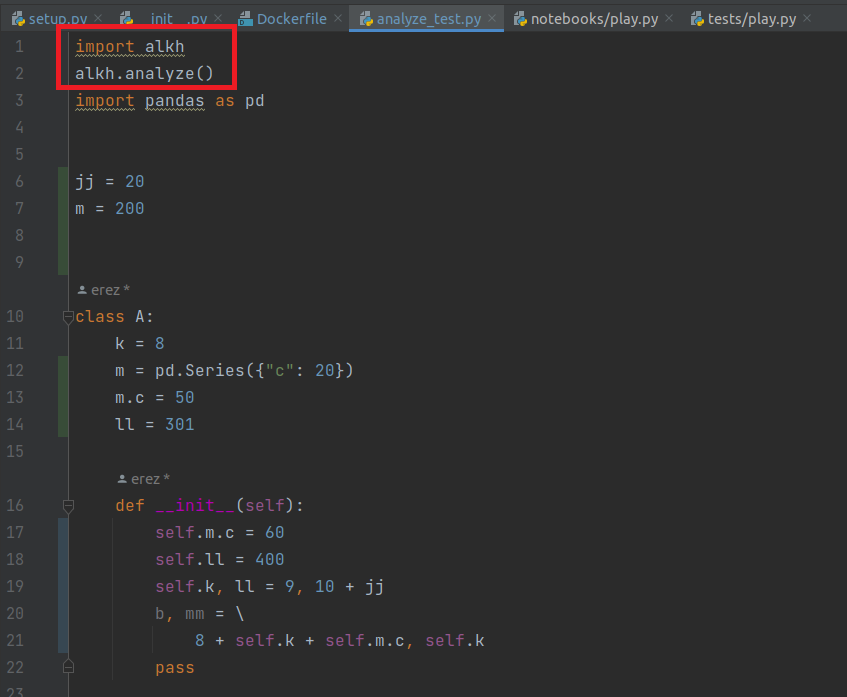 setup.py × __init__.py × Dockerfile × analyze_test.py × notebooks/play.py × tests/play.py ×
1 import alkh
2 alkh.analyze()
3 import pandas as pd
4
5
6 jj = 20
7 m = 200
8
9
erez *
10 class A:
11 k = 8
12 m = pd.Series({"c": 20})
13 m.c = 50
14 ll = 301
15
erez *
16 def __init__(self):
17 self.m.c = 60
18 self.ll = 400
19 self.k, ll = 9, 10 + jj
20 b, mm = \
21 8 + self.k + self.m.c, self.k
22 pass
23